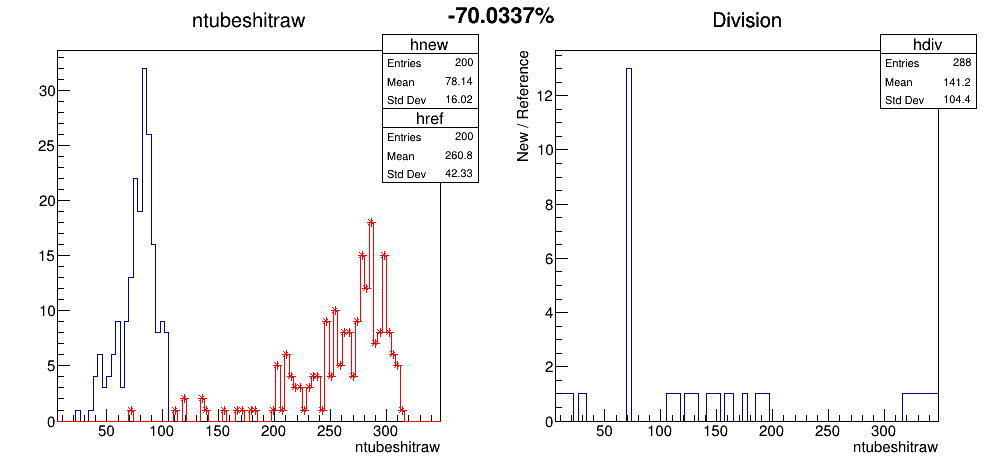 -70.0337%
ntubeshitraw
hnew
Entries 200
Mean 78.14
Std Dev 16.02
href
Entries 200
Mean 260.8
Std Dev 42.33
30
25
20
15
10
5
0
50 100 150 200 250 300
ntubeshitraw
Division
hdiv
Entries 288
Mean 141.2
Std Dev 104.4
New / Reference
12
10
8
6
4
2
0
50 100 150 200 250 300
ntubeshitraw